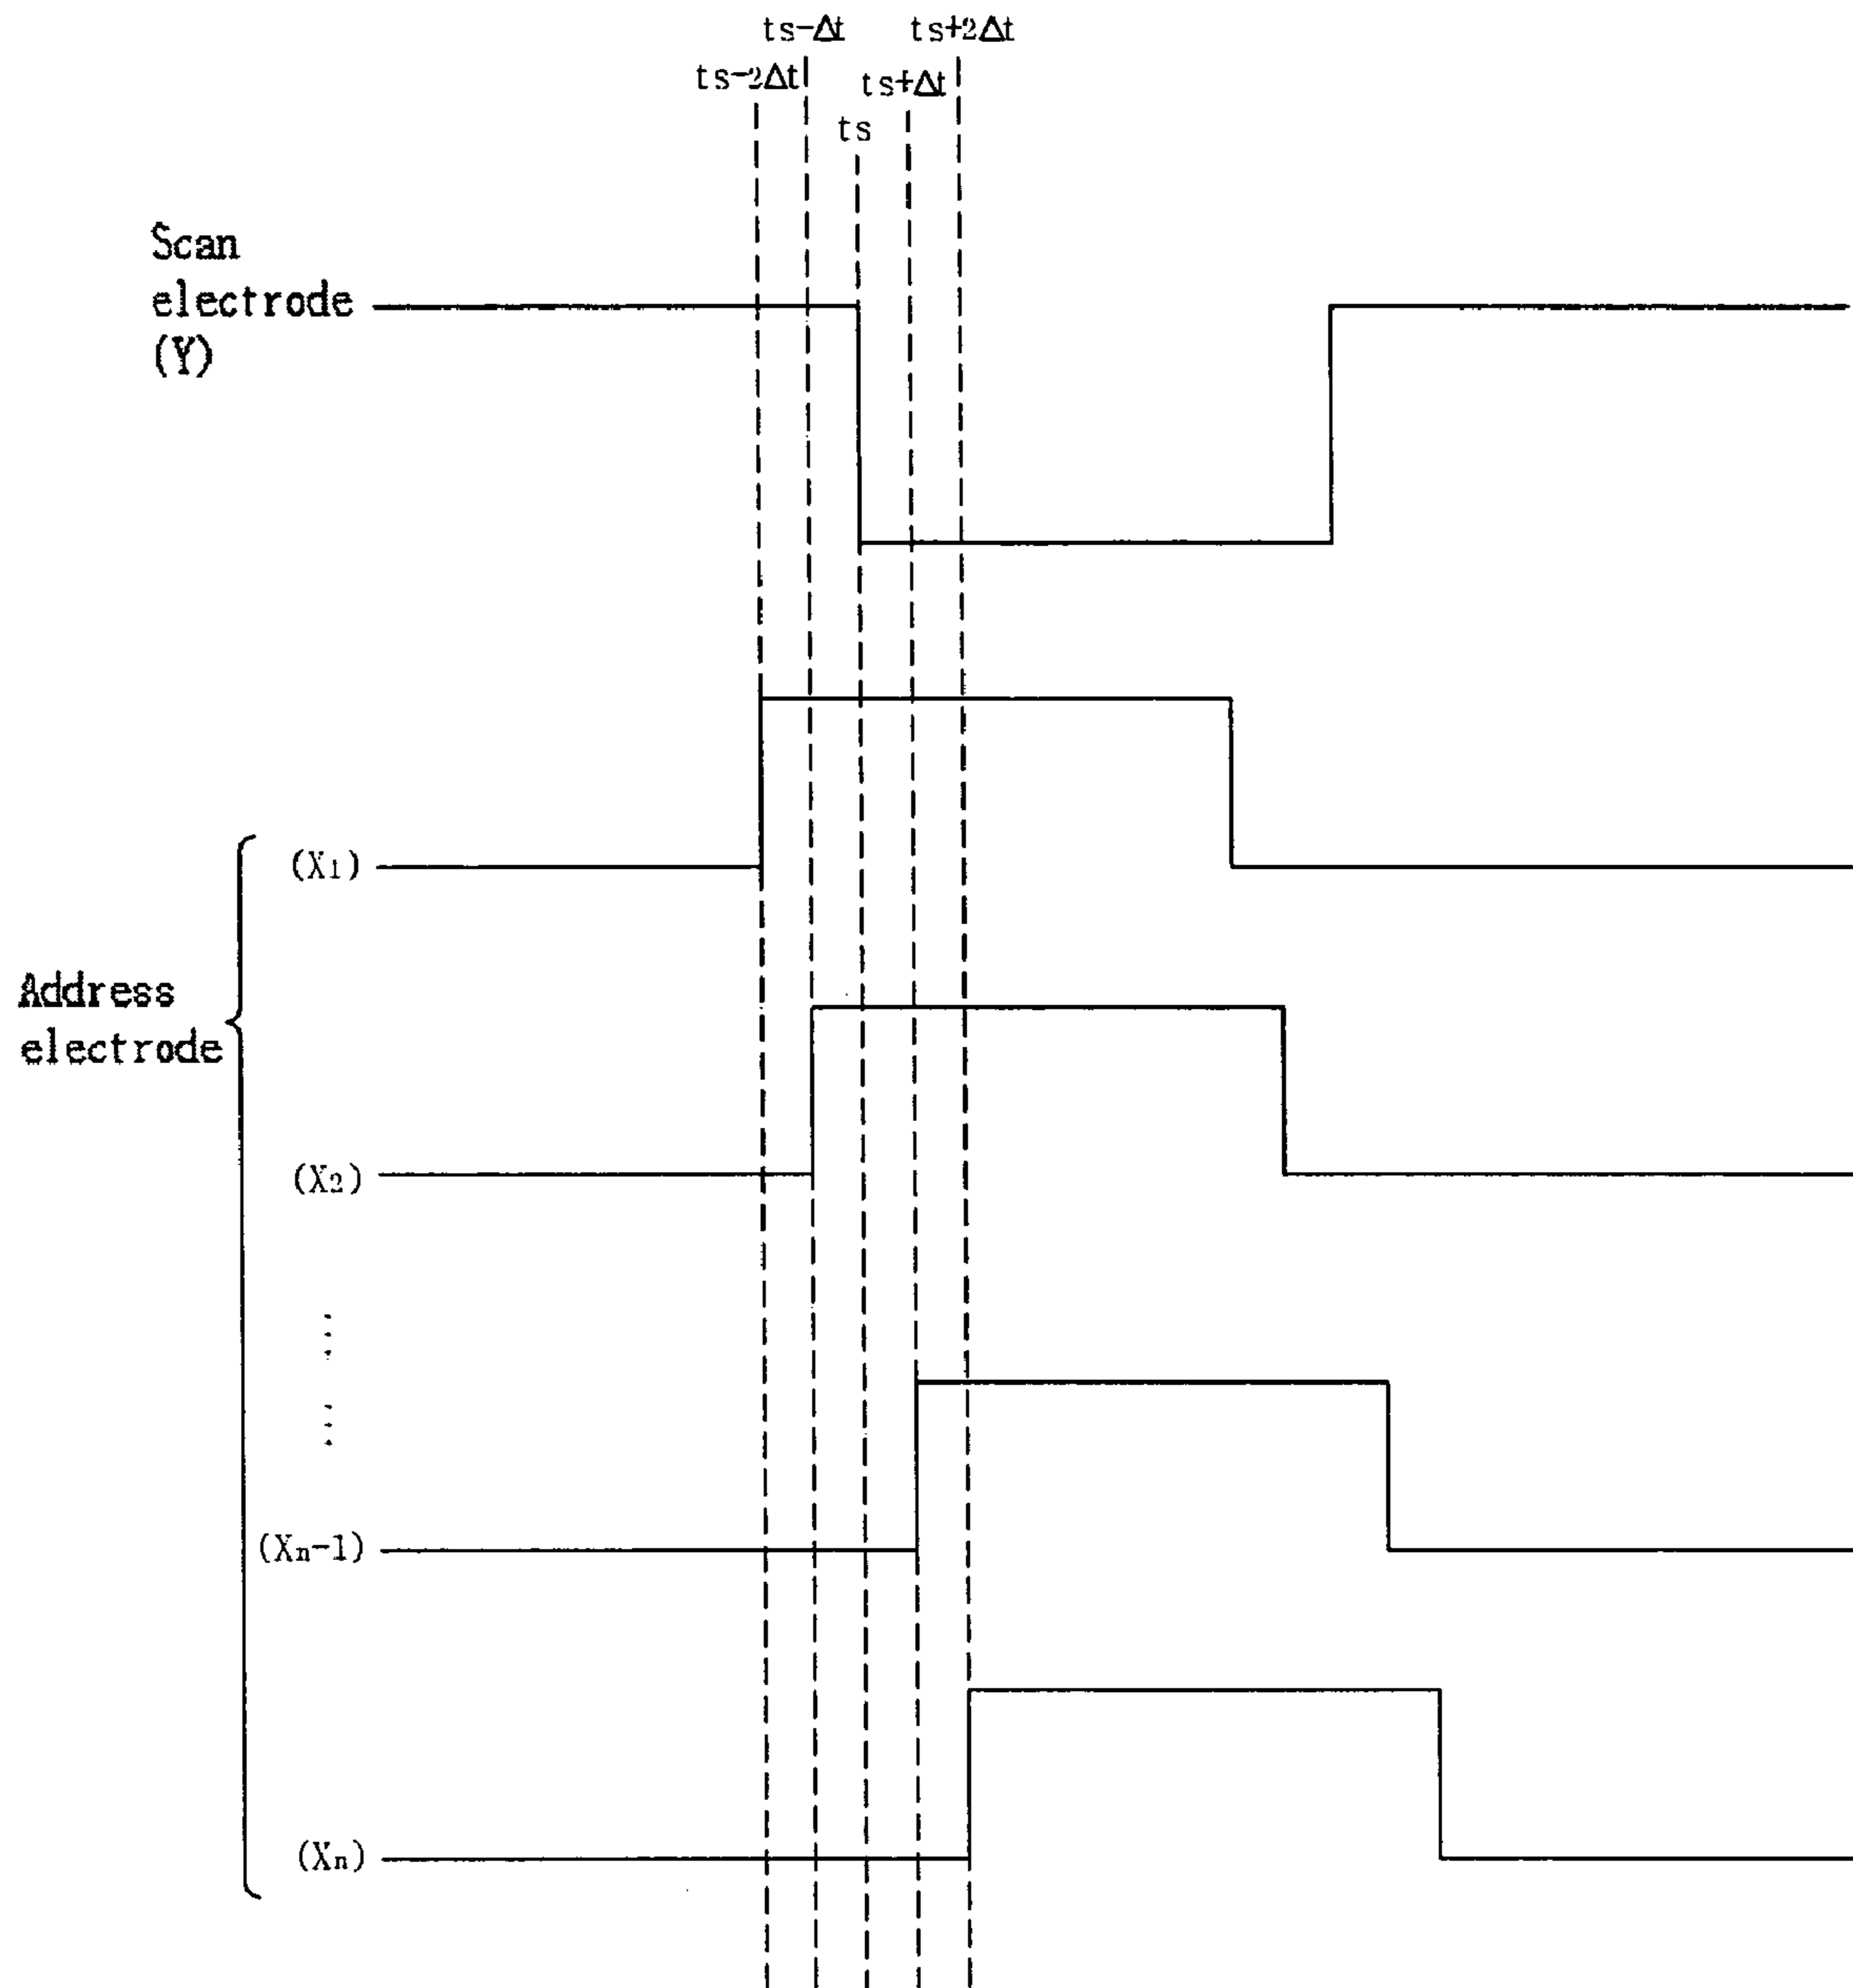 ts-Δt ts+2Δt
ts-2Δt ts+Δt
ts
Scan
electrode
(Y)
(X1)
Address
electrode
(X2)
(Xn-1)
(Xn)